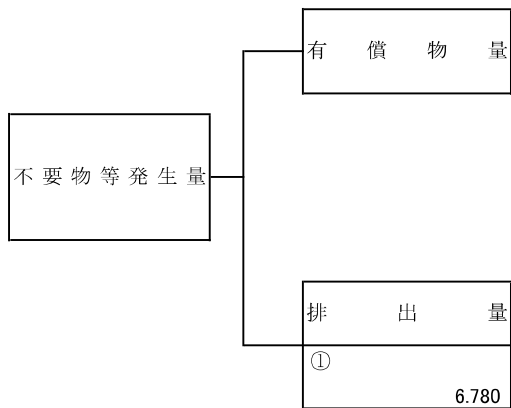 有償物量
不要物等発生量
排出量
①
6.780